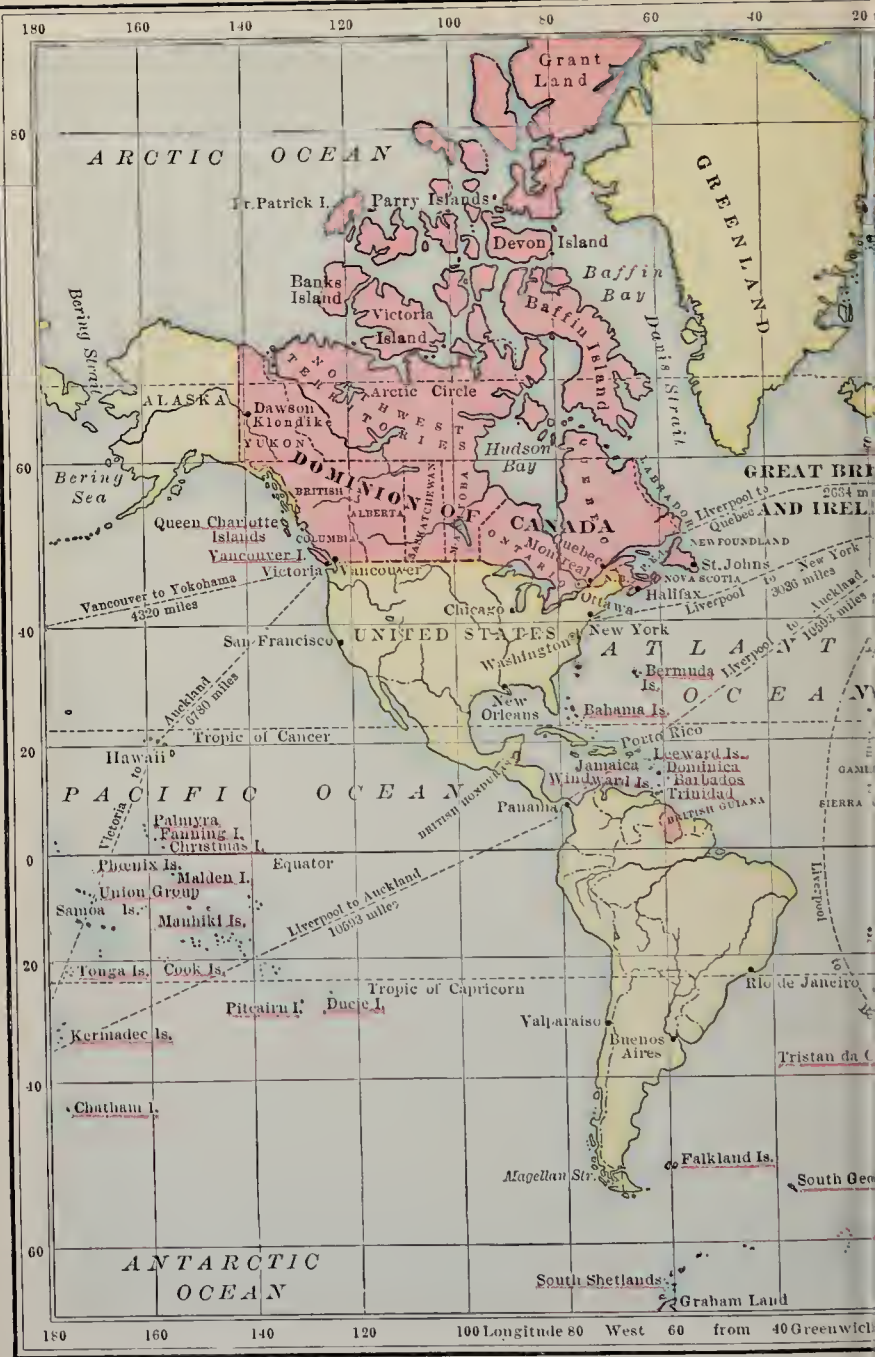 180 160 140 120 100 80 60 40 20
Grant
Land
80
ARCTIC OCEAN
GREENLAND
Pr. Patrick I.
Parry Islands
Devon Island
Baffin
Bay
Banks
Island
Victoria
Island
Baffin Island
Bering Strait
Davis Strait
NORTHWEST
TERRITORIES
Arctic Circle
ALASKA
Dawson
Klondike
YUKON
Hudson
Bay
QUEBEC
LABRADOR
60
Bering
Sea
DOMINION OF CANADA
BRITISH
COLUMBIA
ALBERTA
SASKATCHEWAN
MANITOBA
ONTARIO
GREAT BRI
AND IREL
Liverpool to
Quebec
2634 m
Queen Charlotte
Islands
Vancouver I.
Victoria
Vancouver
Quebec
Montreal
Ottawa
N.B.
NEWFOUNDLAND
St. Johns
NOVA SCOTIA
Halifax
Liverpool to New York
3036 miles
Vancouver to Yokohama
4320 miles
Chicago
40
San Francisco
UNITED STATES
New York
Washington
Liverpool to Auckland
10593 miles
ATLANT
OCEAN
Bermuda
Is.
Auckland
6780 miles
New
Orleans
Bahama Is.
Tropic of Cancer
Porto Rico
20
Hawaii
Jamaica
Leeward Is.
Windward Is.
Dominica
Barbados
Trinidad
GAMB
SIERRA
PACIFIC OCEAN
BRITISH HONDURAS
Panama
BRITISH GUIANA
Victoria to
Palmyra
Fanning I.
Christmas I.
0
Equator
Phœnix Is.
Malden I.
Union Group
Samoa Is.
Manhiki Is.
Liverpool to Auckland
10593 miles
Liverpool
to
20
Tonga Is.
Cook Is.
Tropic of Capricorn
Rio de Janeiro
Pitcairn I.
Ducie I.
Kermadec Is.
Valparaiso
Buenos
Aires
Tristan da C
40
Chatham I.
Magellan Str.
Falkland Is.
South Geo
60
ANTARCTIC
OCEAN
South Shetlands
Graham Land
180 160 140 120 100 Longitude 80 West 60 from 40 Greenwich